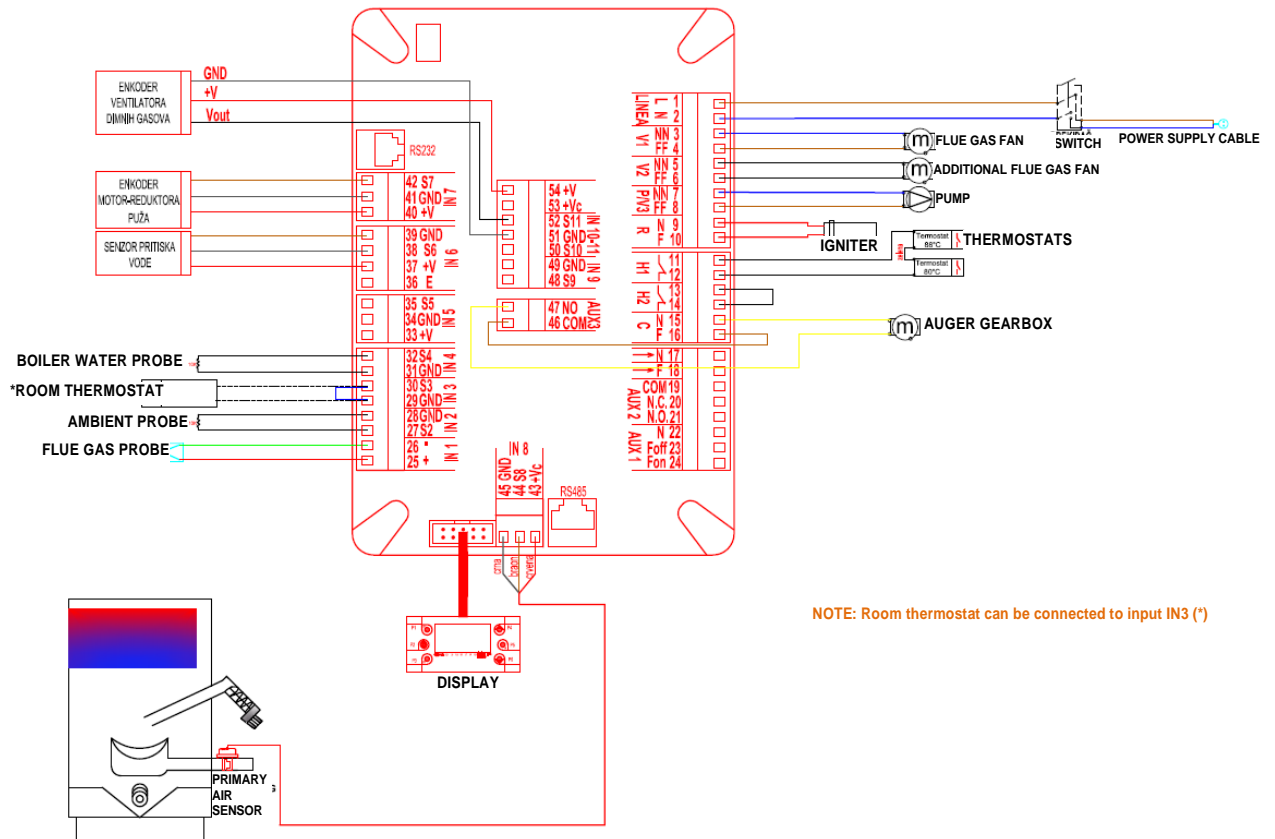 ENKODER
VENTILATORA
DIMNIH GASOVA
GND
+V
Vout
ENKODER
MOTOR-REDUKTORA
PUŽA
SENZOR PRITISKA
VODE
BOILER WATER PROBE
*ROOM THERMOSTAT
AMBIENT PROBE
FLUE GAS PROBE
RS232
42 S7
41 GND
40 +V
IN 7
39 GND
38 S6
37 +V
36 E
IN 6
35 S5
34 GND
33 +V
IN 5
32 S4
31 GND
IN 4
30 S3
29 GND
IN 3
28 GND
27 S2
IN 2
26 -
25 +
IN 1
54 +V
53 +Vc
52 S11
51 GND
50 S10
IN 10-11
49 GND
48 S9
IN 9
47 NO
46 COM
AUX3
LINEA
L 1
N 2
V1
NN 3
FF 4
V2
NN 5
FF 6
P/V3
NN 7
FF 8
R
N 9
F 10
H1
11
12
H2
13
14
C
N 15
F 16
N 17
F 18
COM 19
N.C. 20
N.O. 21
AUX 2
N 22
Foff 23
Fon 24
AUX 1
SWITCH
POWER SUPPLY CABLE
m
FLUE GAS FAN
m
ADDITIONAL FLUE GAS FAN
PUMP
IGNITER
Termostat
88°C
THERMOSTATS
Termostat
80°C
m
AUGER GEARBOX
IN 8
45 GND
44 S8
43 +Vc
RS485
crna
braon
crvena
DISPLAY
NOTE: Room thermostat can be connected to input IN3 (*)
PRIMARY
AIR
SENSOR